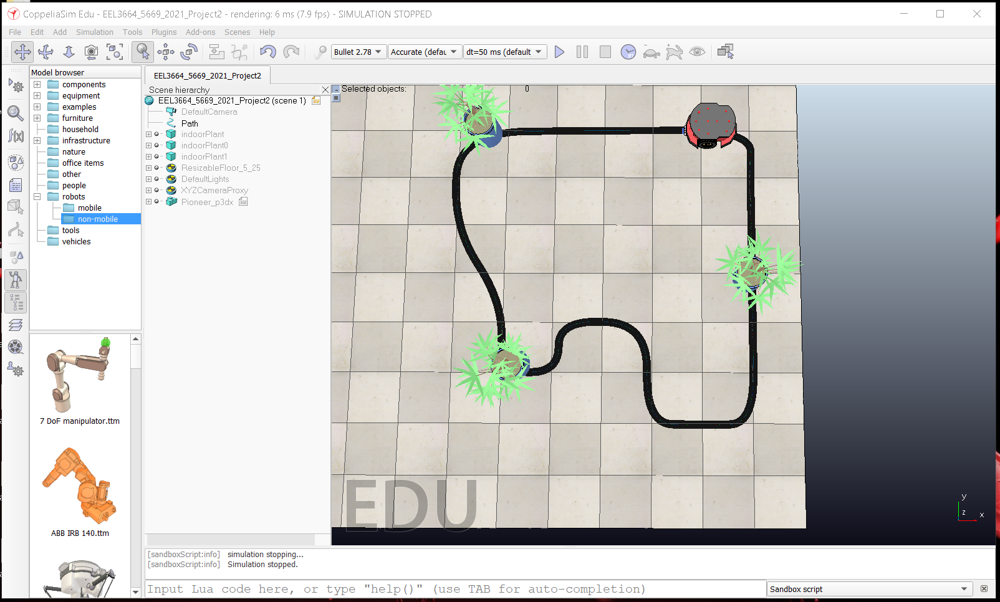 CoppeliaSim Edu - EEL3664_5669_2021_Project2 - rendering: 6 ms (7.9 fps) - SIMULATION STOPPED
File Edit Add Simulation Tools Plugins Add-ons Scenes Help
Bullet 2.78 Accurate (defau dt=50 ms (default RT
Model browser
components
equipment
examples
furniture
household
infrastructure
nature
office items
other
people
robots
mobile
non-mobile
tools
vehicles
7 DoF manipulator.ttm
ABB IRB 140.ttm
EEL3664_5669_2021_Project2
Scene hierarchy
EEL3664_5669_2021_Project2 (scene 1)
DefaultCamera
Path
indoorPlant
indoorPlant0
indoorPlant1
ResizableFloor_5_25
DefaultLights
XYZCameraProxy
Pioneer_p3dx
f(x)
Selected objects: 0
EDU
y
z
x
[sandboxScript:info] simulation stopping...
[sandboxScript:info] Simulation stopped.
Input Lua code here, or type "help()" (use TAB for auto-completion)
Sandbox script